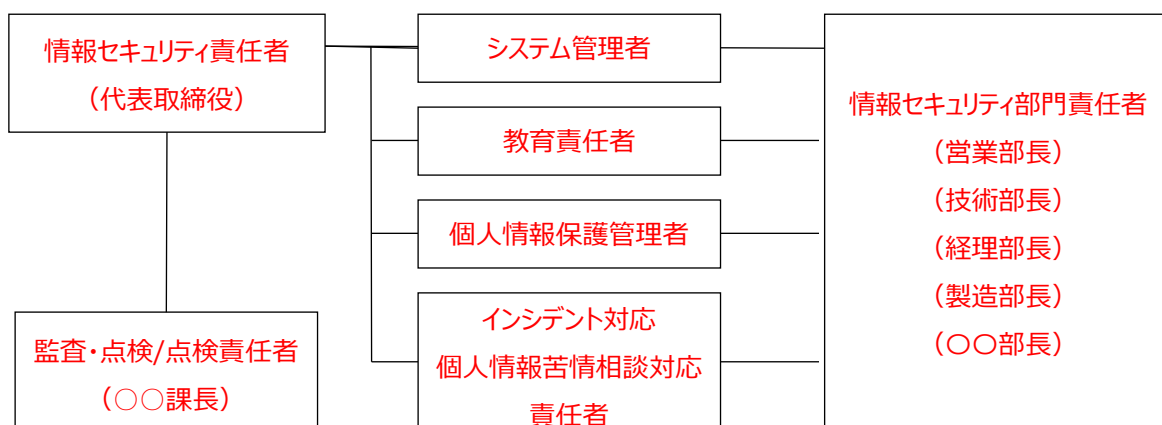 情報セキュリティ責任者
（代表取締役）
システム管理者
教育責任者
個人情報保護管理者
インシデント対応
個人情報苦情相談対応
責任者
情報セキュリティ部門責任者
（営業部長）
（技術部長）
（経理部長）
（製造部長）
（〇〇部長）
監査・点検/点検責任者
（○○課長）